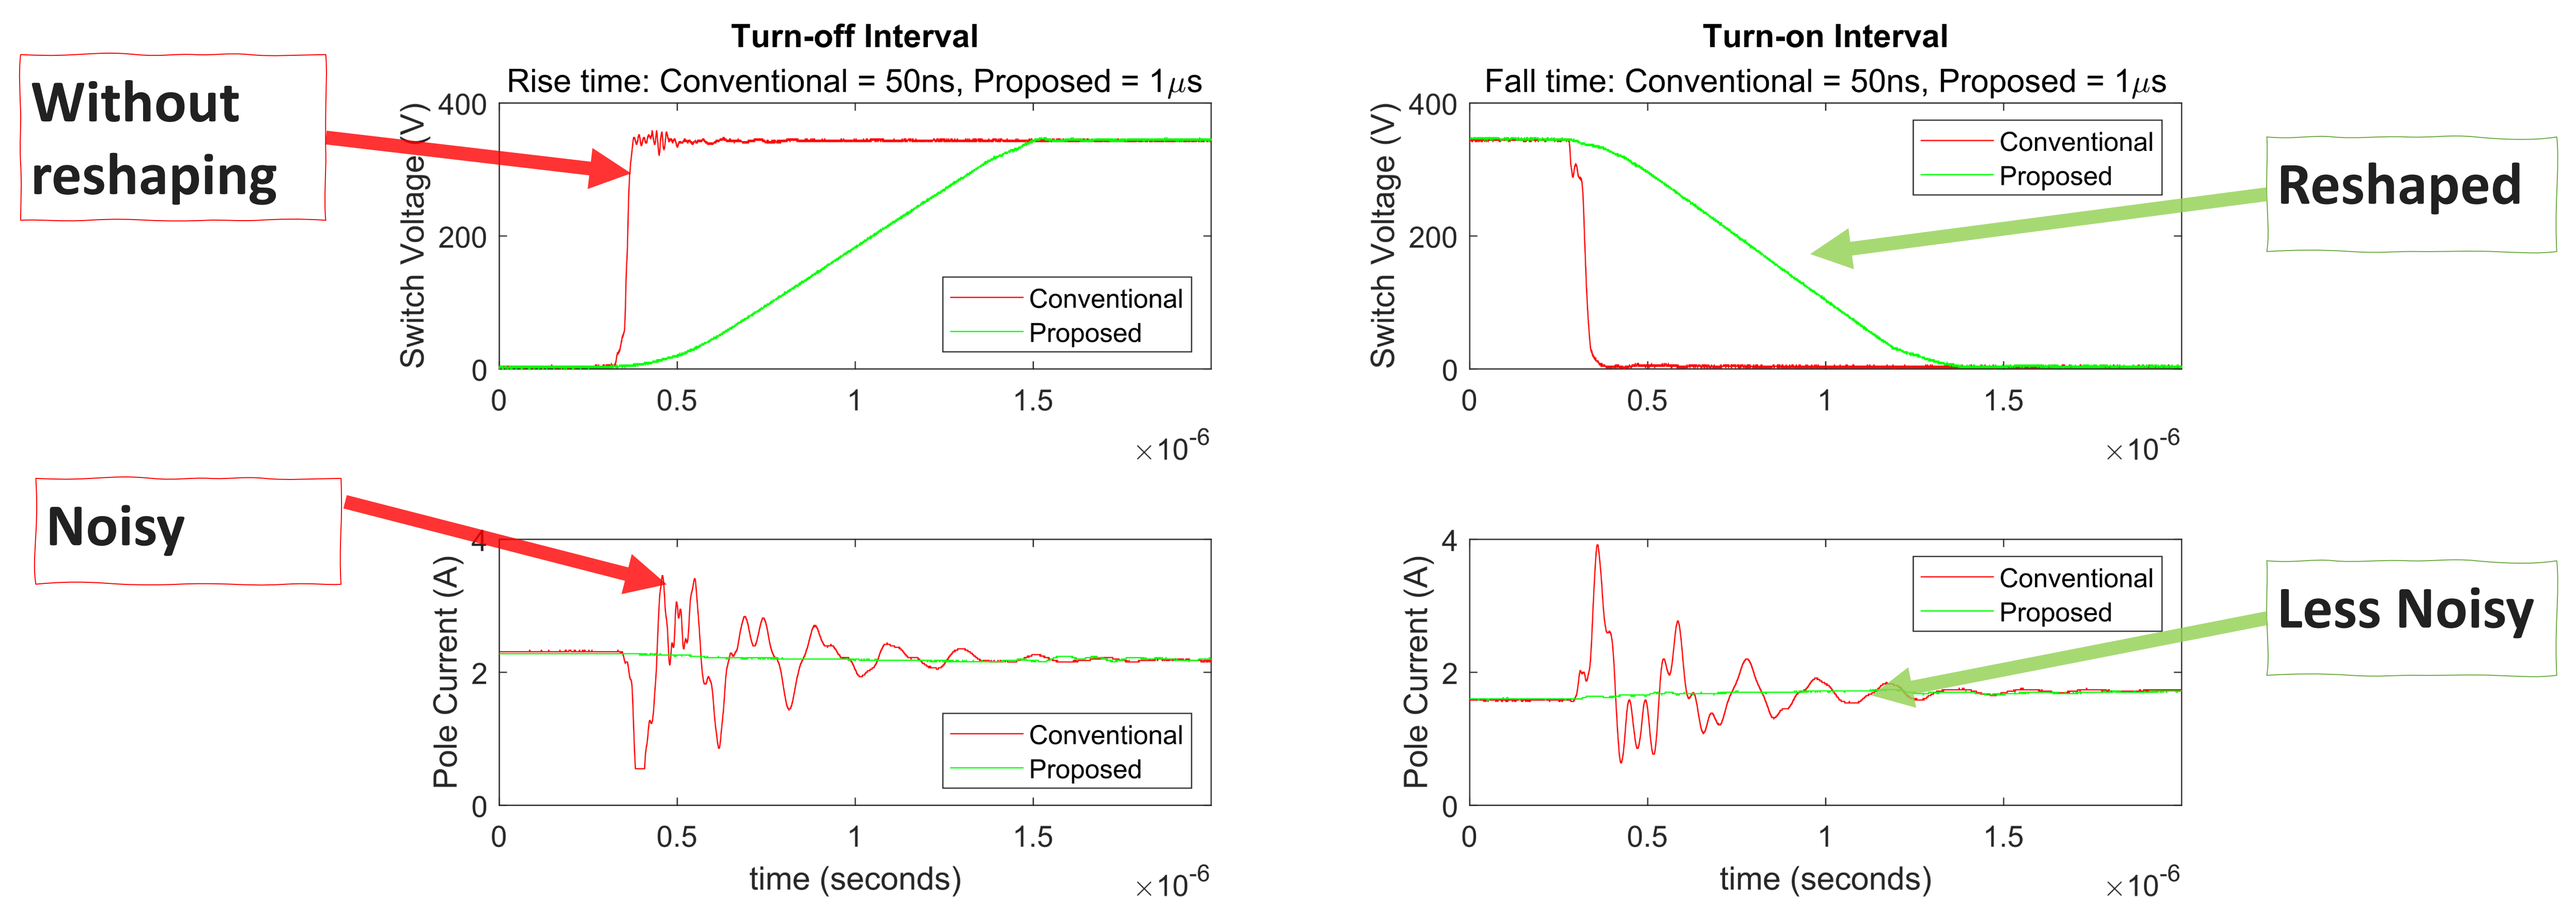 Turn-off Interval
Rise time: Conventional = 50ns, Proposed = 1μs
Without
reshaping
Switch Voltage (V)
400
200
0
Conventional
Proposed
0 0.5 1 1.5
×10^-6
Turn-on Interval
Fall time: Conventional = 50ns, Proposed = 1μs
Switch Voltage (V)
400
200
0
Conventional
Proposed
Reshaped
0 0.5 1 1.5
×10^-6
Noisy
Pole Current (A)
4
2
0
Conventional
Proposed
0 0.5 1 1.5
time (seconds)
×10^-6
Pole Current (A)
4
2
0
Conventional
Proposed
Less Noisy
0 0.5 1 1.5
time (seconds)
×10^-6